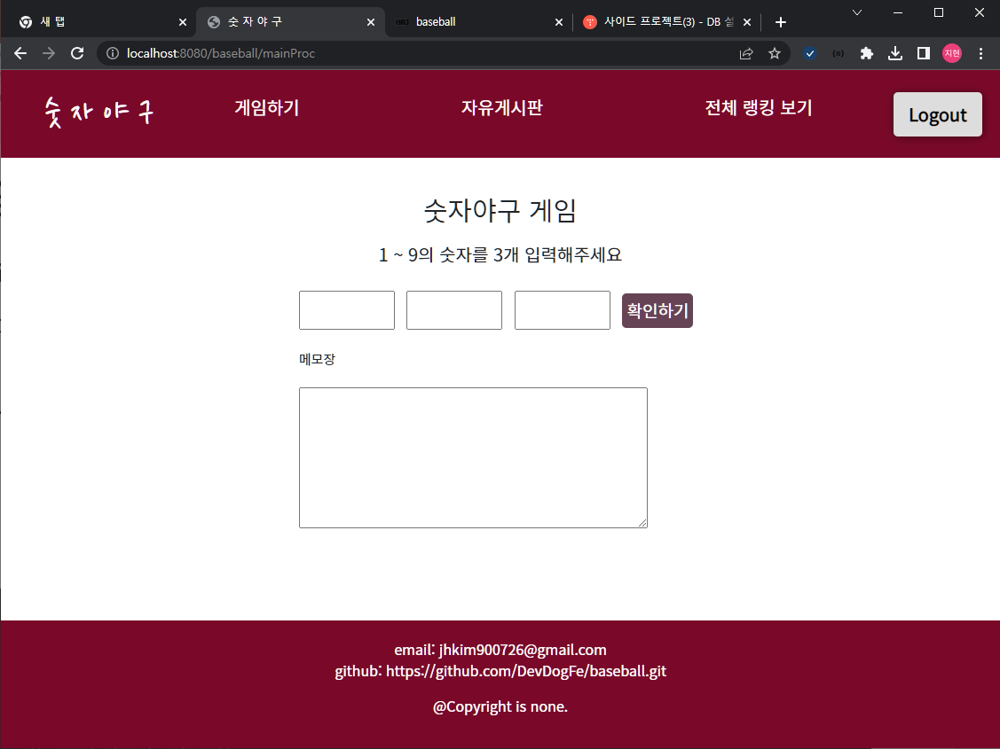 새 탭
숫 자 야 구
baseball
사이드 프로젝트(3) - DB 설
localhost:8080/baseball/mainProc
지현
숫 자 야 구
게임하기
자유게시판
전체 랭킹 보기
Logout
숫자야구 게임
1 ~ 9의 숫자를 3개 입력해주세요
확인하기
메모장
email: jhkim900726@gmail.com
github: https://github.com/DevDogFe/baseball.git
@Copyright is none.